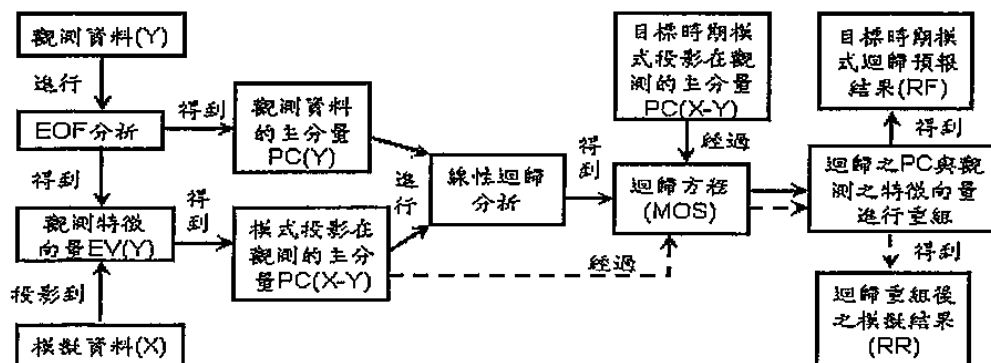 觀測資料(Y)
進行
EOF分析
得到
觀測資料
的主分量
PC(Y)
得到
觀測特徵
向量EV(Y)
得到
模式投影在
觀測的主分
量PC(X-Y)
投影到
模擬資料(X)
進
行
線性迴歸
分析
得
到
目標時期模
式投影在觀
測的主分量
PC(X-Y)
經過
迴歸方程
(MOS)
經過
目標時期模
式迴歸預報
結果(RF)
得到
迴歸之PC與觀
測之特徵向量
進行重組
得到
迴歸重組後
之模擬結果
(RR)